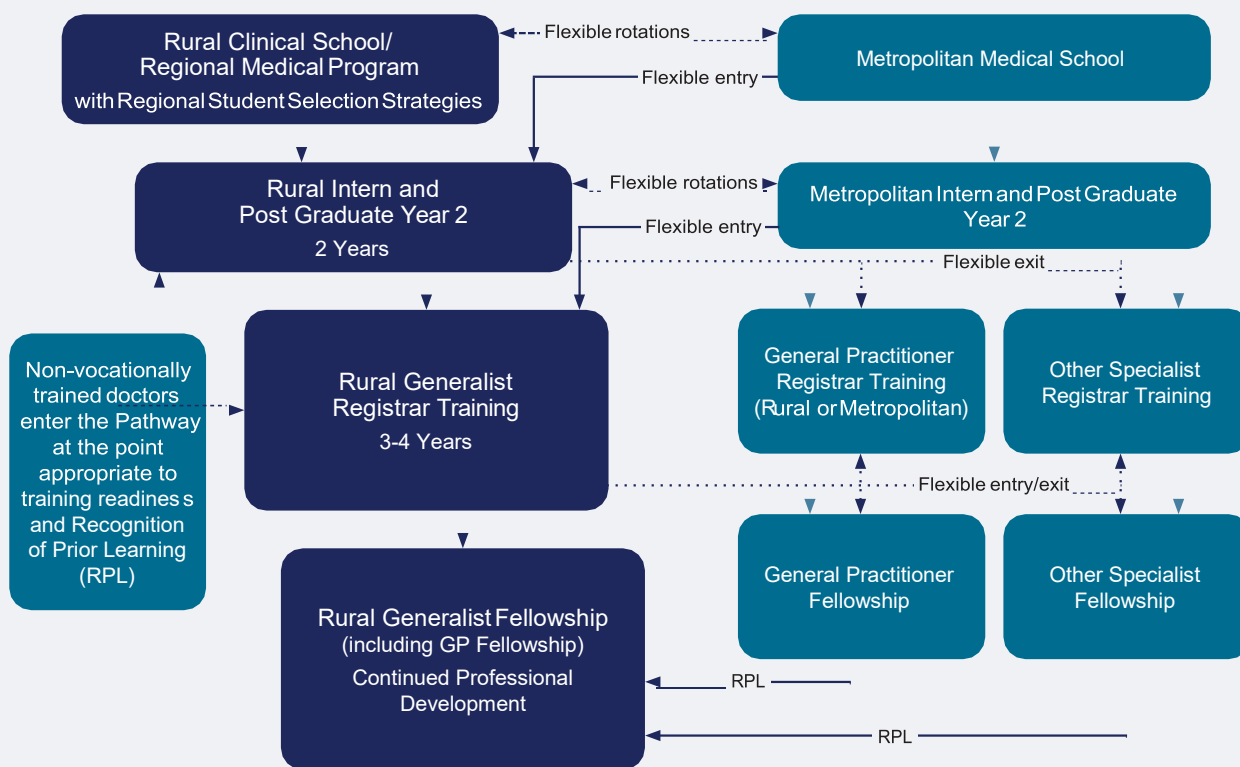 Rural Clinical School/
Regional Medical Program
with Regional Student Selection Strategies
Flexible rotations
Metropolitan Medical School
Flexible entry
Rural Intern and
Post Graduate Year 2
2 Years
Flexible rotations
Metropolitan Intern and Post Graduate
Year 2
Flexible entry
Flexible exit
Non-vocationally
trained doctors
enter the Pathway
at the point
appropriate to
training readiness
and Recognition
of Prior Learning
(RPL)
Rural Generalist
Registrar Training
3-4 Years
General Practitioner
Registrar Training
(Rural or Metropolitan)
Other Specialist
Registrar Training
Flexible entry/exit
General Practitioner
Fellowship
Other Specialist
Fellowship
Rural Generalist Fellowship
(including GP Fellowship)
Continued Professional
Development
RPL
RPL